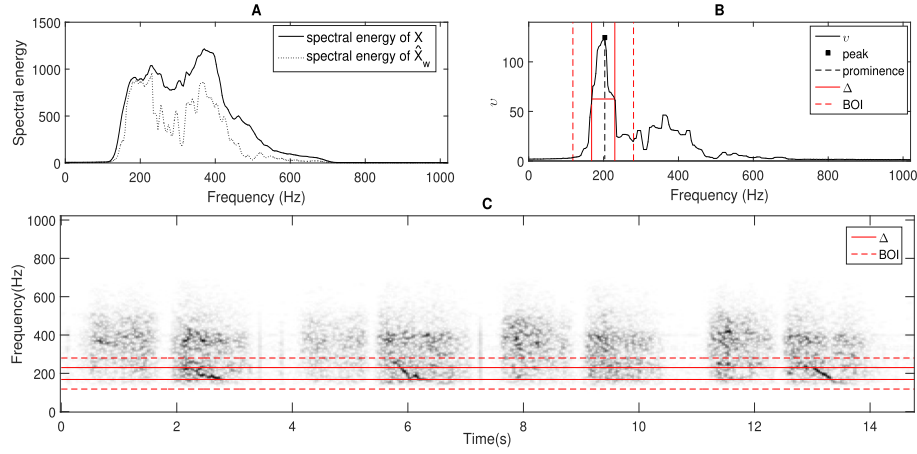 A
1500
1000
500
0
Spectral energy
0 200 400 600 800 1000
Frequency (Hz)
spectral energy of X
spectral energy of X̂w
B
100
50
0
υ
0 200 400 600 800 1000
Frequency (Hz)
υ
peak
prominence
Δ
BOI
C
1000
800
600
400
200
0
Frequency(Hz)
0 2 4 6 8 10 12 14
Time(s)
Δ
BOI